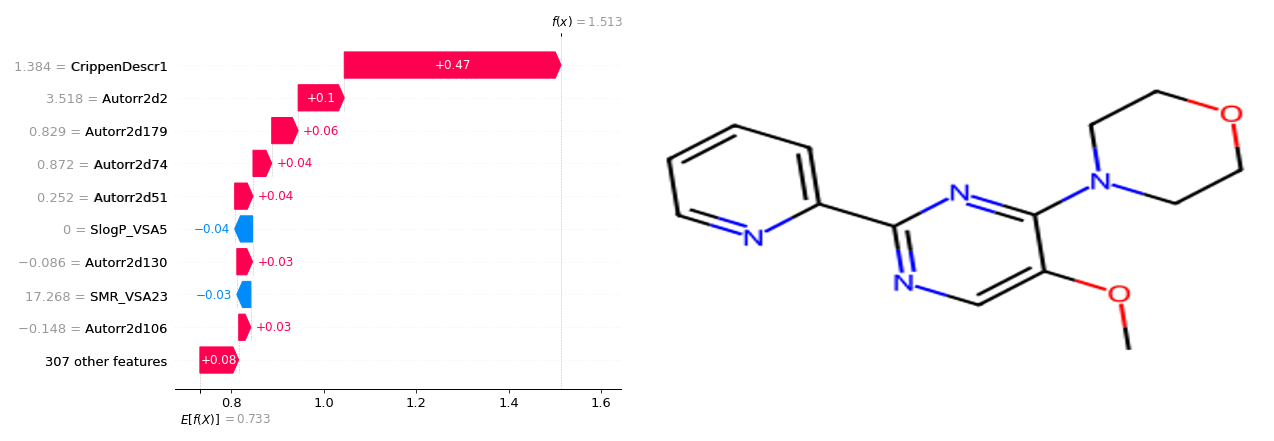 f(x) = 1.513
1.384 = CrippenDescr1
+0.47
3.518 = Autorr2d2
+0.1
0.829 = Autorr2d179
+0.06
0.872 = Autorr2d74
+0.04
0.252 = Autorr2d51
+0.04
0 = SlogP_VSA5
−0.04
−0.086 = Autorr2d130
+0.03
17.268 = SMR_VSA23
−0.03
−0.148 = Autorr2d106
+0.03
307 other features
+0.08
0.8 1.0 1.2 1.4 1.6
E[f(X)] = 0.733
O
N
N
N
N
O